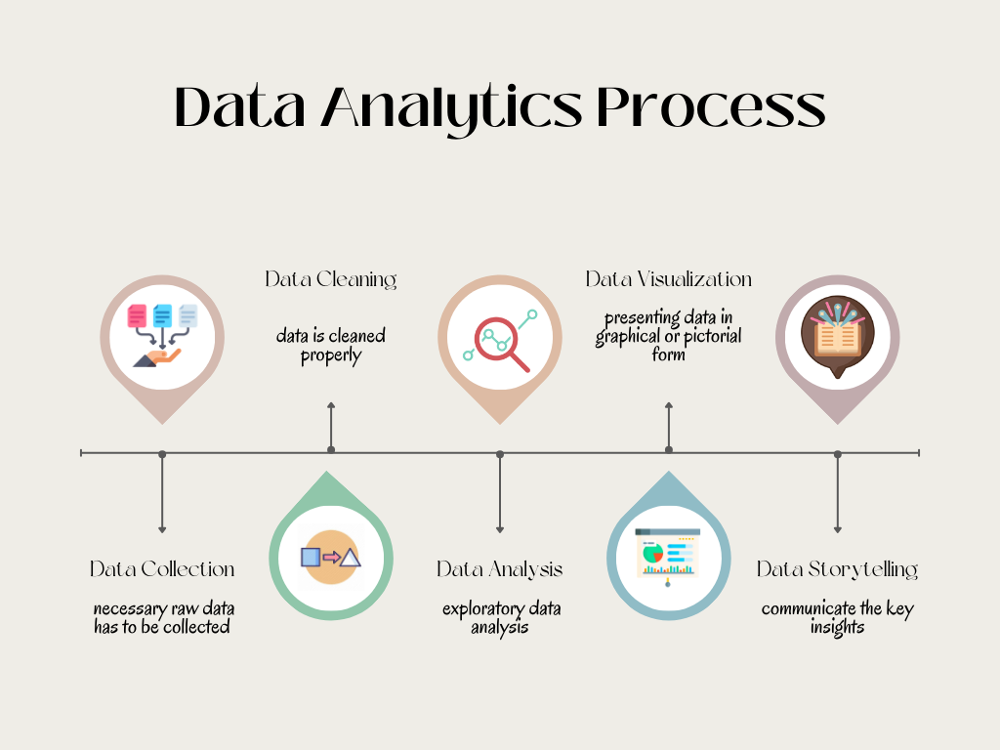 Data Analytics Process
Data Cleaning
data is cleaned
properly
Data Visualization
presenting data in
graphical or pictorial
form
Data Collection
necessary raw data
has to be collected
Data Analysis
exploratory data
analysis
Data Storytelling
communicate the key
insights